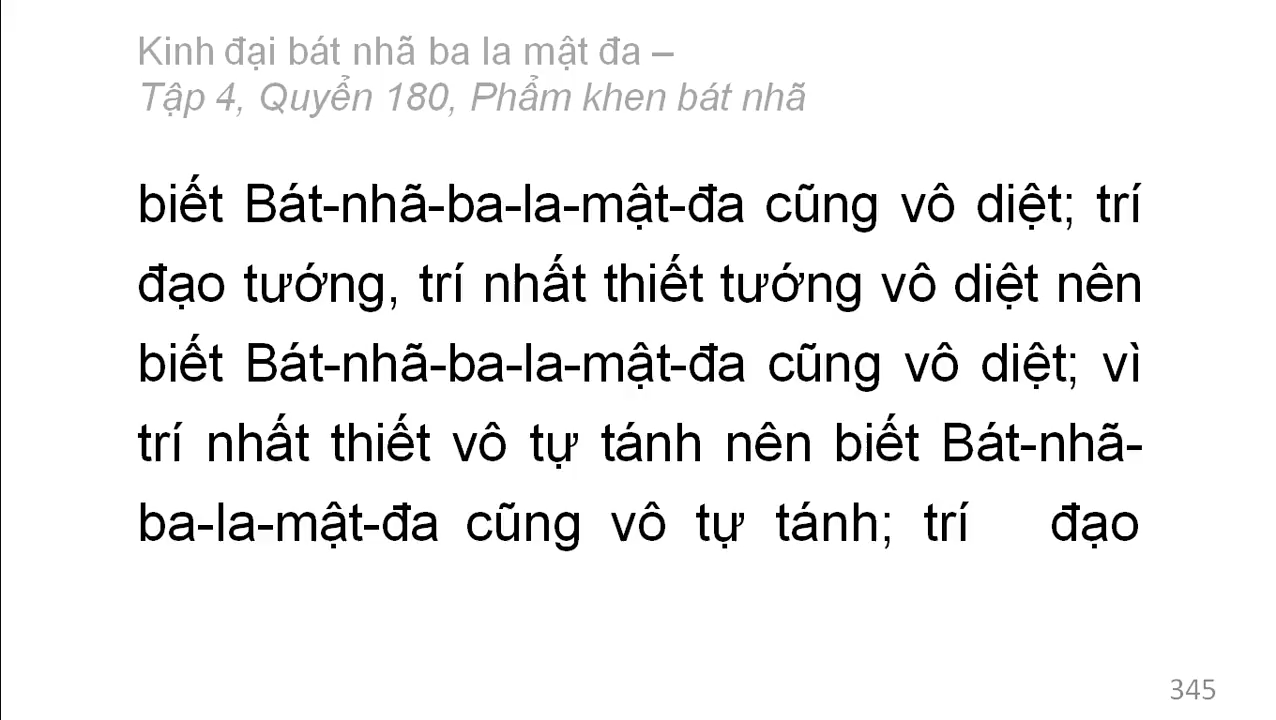 Kinh đại bát nhã ba la mật đa –
Tập 4, Quyển 180, Phẩm khen bát nhã
biết Bát-nhã-ba-la-mật-đa cũng vô diệt; trí
đạo tướng, trí nhất thiết tướng vô diệt nên
biết Bát-nhã-ba-la-mật-đa cũng vô diệt; vì
trí nhất thiết vô tự tánh nên biết Bát-nhã-
ba-la-mật-đa cũng vô tự tánh; trí đạo
345